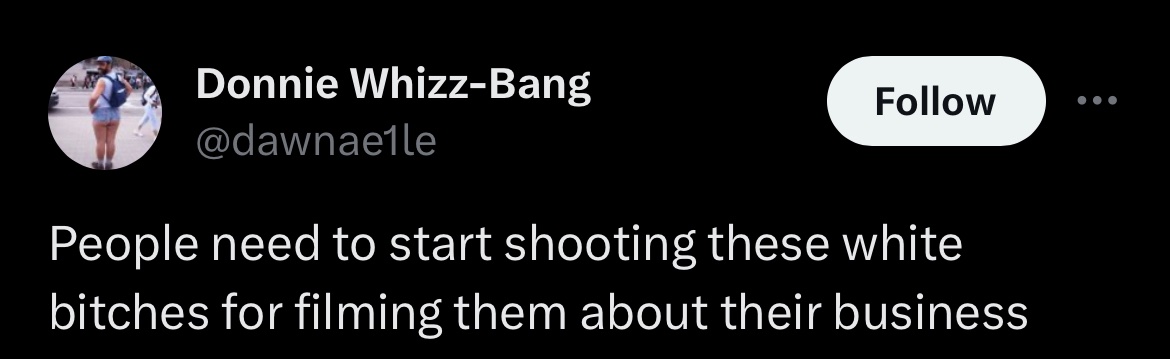 Donnie Whizz-Bang
@dawnae1le
Follow
People need to start shooting these white
bitches for filming them about their business